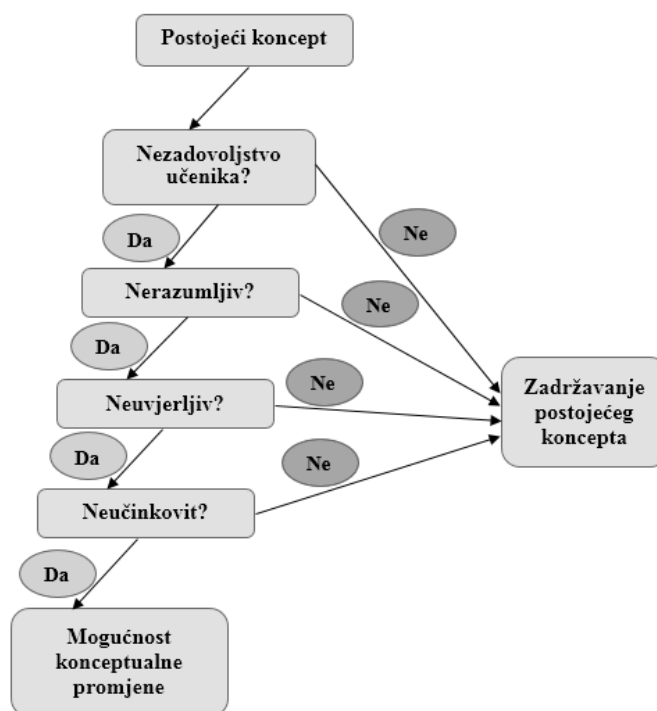 Postojeći koncept
Nezadovoljstvo
učenika?
Da
Ne
Nerazumljiv?
Ne
Da
Neuvjerljiv?
Ne
Zadržavanje
postojećeg
koncepta
Da
Ne
Neučinkovit?
Da
Mogućnost
konceptualne
promjene